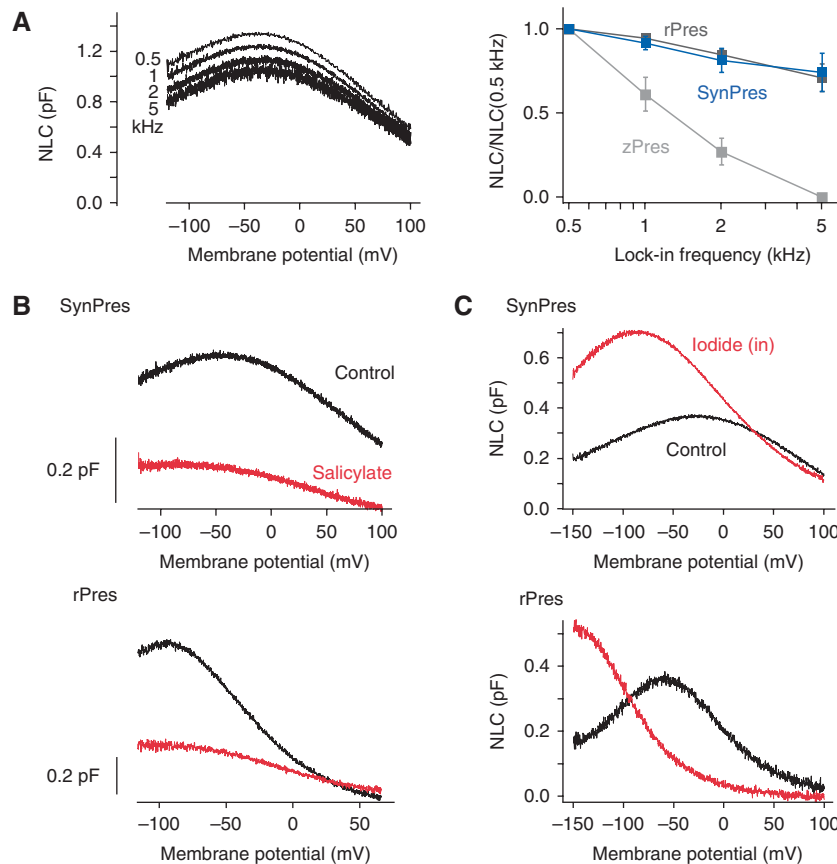 A
NLC (pF)
1.2
0.8
0.4
0.0
0.5
1
2
5
kHz
−100 −50 0 50 100
Membrane potential (mV)
NLC/NLC(0.5 kHz)
1.0
0.5
0.0
rPres
SynPres
zPres
0.5 1 2 5
Lock-in frequency (kHz)
B
SynPres
Control
0.2 pF
Salicylate
−100 −50 0 50 100
Membrane potential (mV)
rPres
0.2 pF
−100 −50 0 50
Membrane potential (mV)
C
SynPres
NLC (pF)
0.6
0.4
0.2
0.0
Iodide (in)
Control
−150 −100 −50 0 50 100
Membrane potential (mV)
rPres
NLC (pF)
0.4
0.2
0.0
−150 −100 −50 0 50 100
Membrane potential (mV)